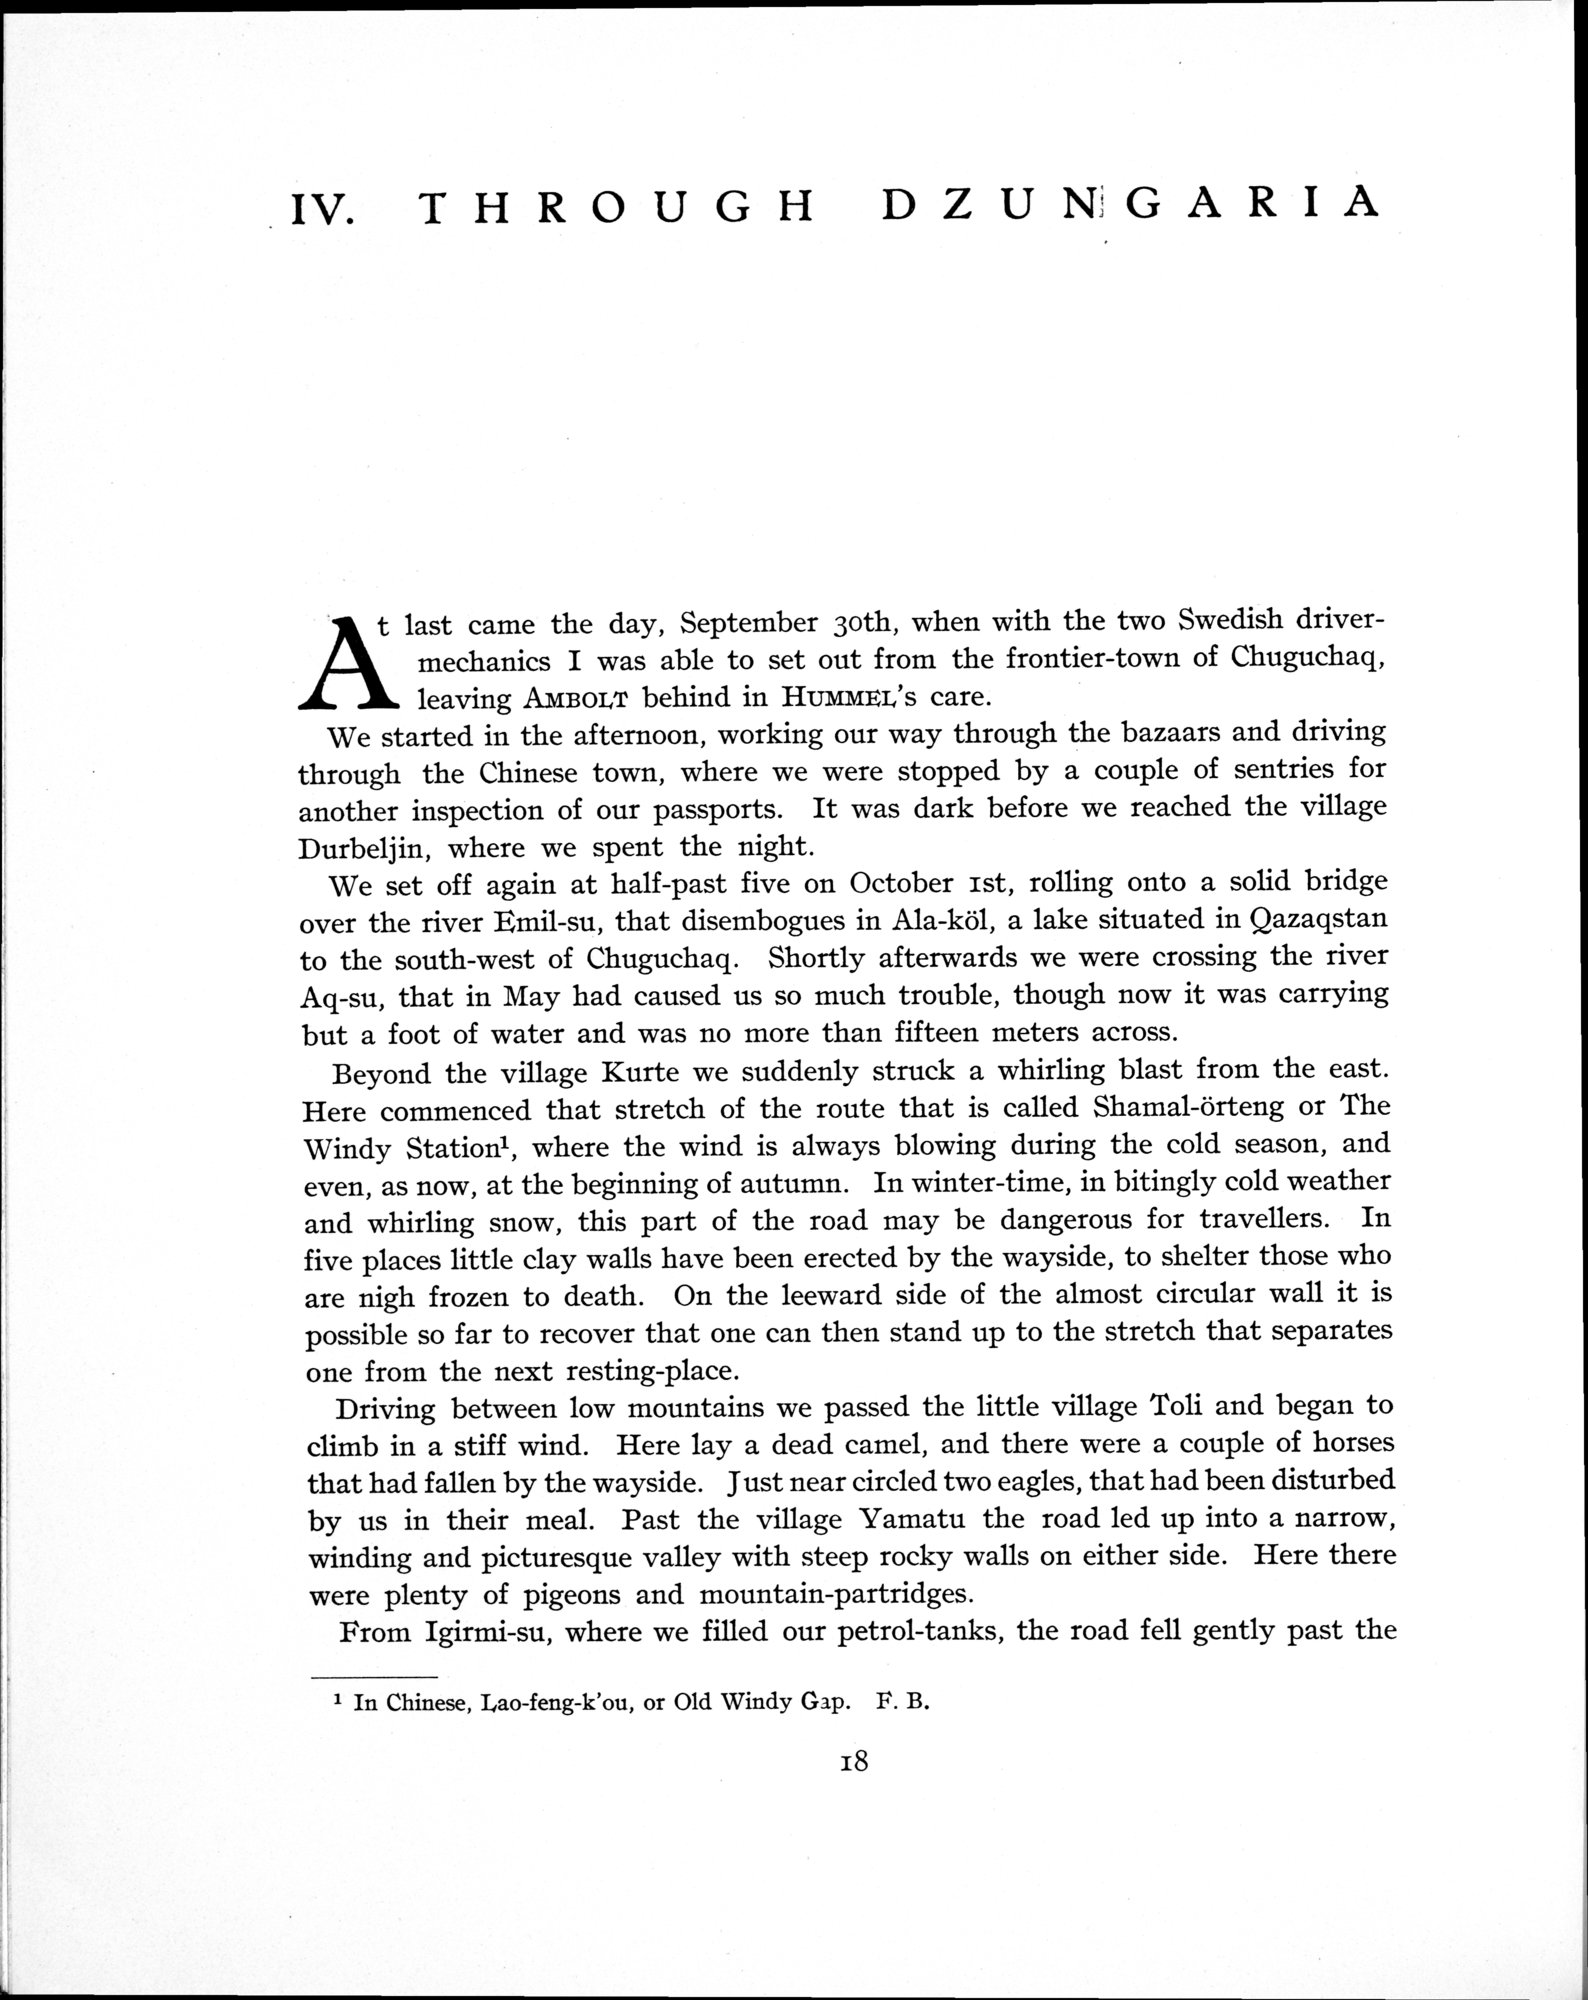 IV. THROUGH DZUNGARIA
At last came the day, September 30th, when with the two Swedish driver-
mechanics I was able to set out from the frontier-town of Chuguchaq,
leaving AMBOLT behind in HUMMEL's care.
We started in the afternoon, working our way through the bazaars and driving
through the Chinese town, where we were stopped by a couple of sentries for
another inspection of our passports. It was dark before we reached the village
Durbeljin, where we spent the night.
We set off again at half-past five on October 1st, rolling onto a solid bridge
over the river Emil-su, that disembogues in Ala-köl, a lake situated in Qazaqstan
to the south-west of Chuguchaq. Shortly afterwards we were crossing the river
Aq-su, that in May had caused us so much trouble, though now it was carrying
but a foot of water and was no more than fifteen meters across.
Beyond the village Kurte we suddenly struck a whirling blast from the east.
Here commenced that stretch of the route that is called Shamal-örteng or The
Windy Station¹, where the wind is always blowing during the cold season, and
even, as now, at the beginning of autumn. In winter-time, in bitingly cold weather
and whirling snow, this part of the road may be dangerous for travellers. In
five places little clay walls have been erected by the wayside, to shelter those who
are nigh frozen to death. On the leeward side of the almost circular wall it is
possible so far to recover that one can then stand up to the stretch that separates
one from the next resting-place.
Driving between low mountains we passed the little village Toli and began to
climb in a stiff wind. Here lay a dead camel, and there were a couple of horses
that had fallen by the wayside. Just near circled two eagles, that had been disturbed
by us in their meal. Past the village Yamatu the road led up into a narrow,
winding and picturesque valley with steep rocky walls on either side. Here there
were plenty of pigeons and mountain-partridges.
From Igirmi-su, where we filled our petrol-tanks, the road fell gently past the
¹ In Chinese, Lao-feng-k'ou, or Old Windy Gap. F. B.
18